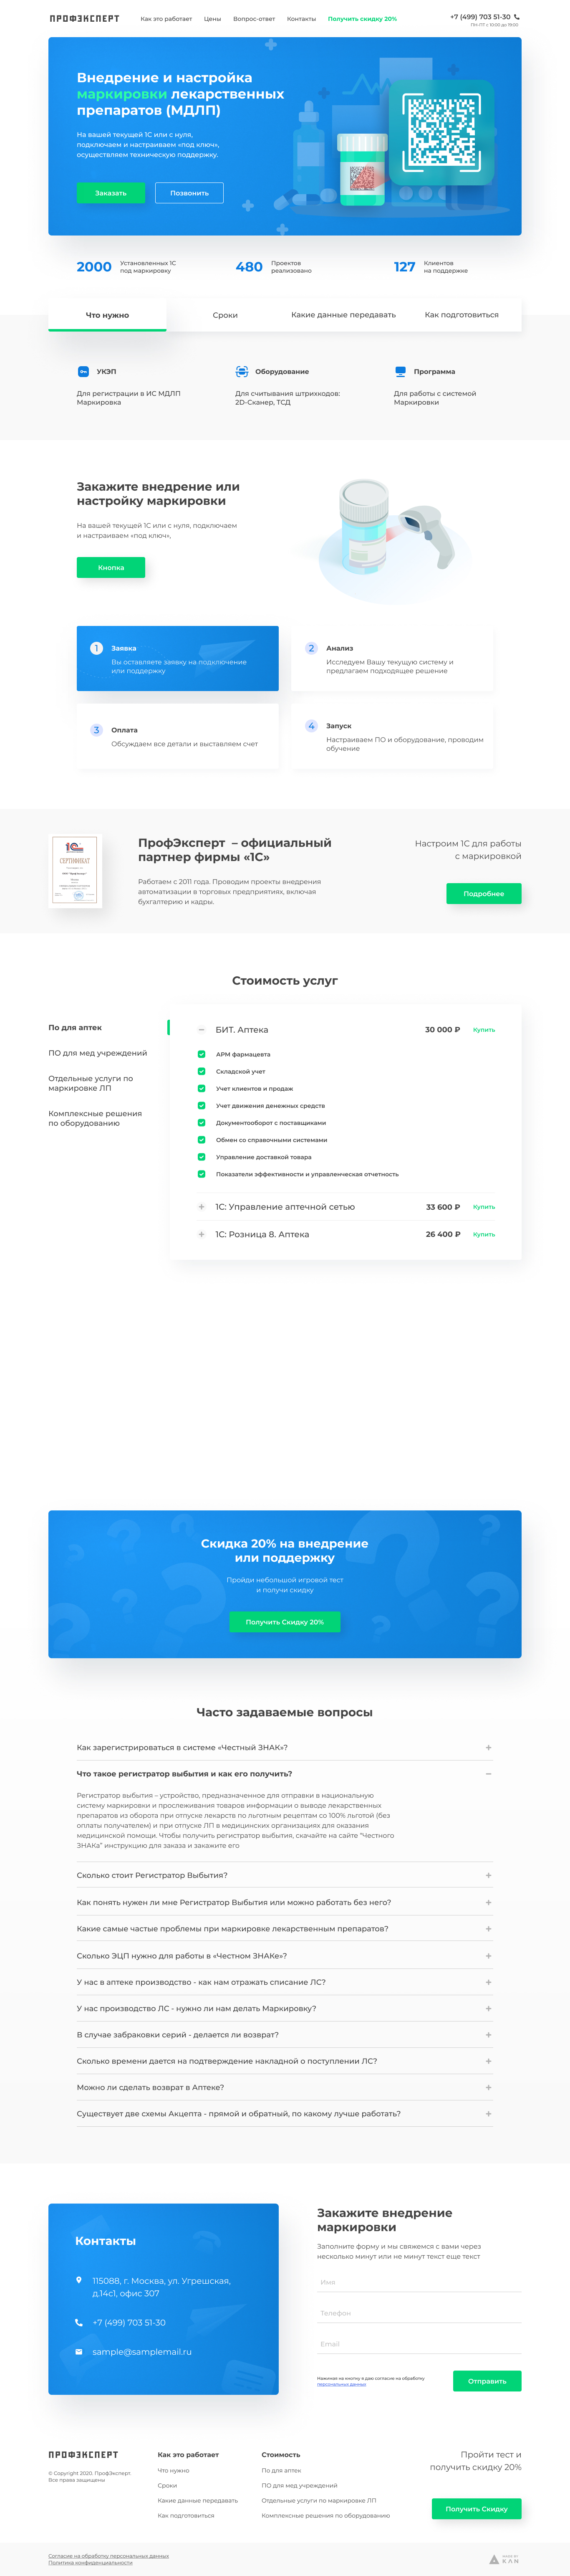 ПРОФЭКСПЕРТ
Как это работает
Цены
Вопрос-ответ
Контакты
Получить скидку 20%
+7 (499) 703 51-30
ПН-ПТ с 10:00 до 19:00
Внедрение и настройка
маркировки лекарственных
препаратов (МДЛП)
На вашей текущей 1С или с нуля,
подключаем и настраиваем «под ключ»,
осуществляем техническую поддержку.
Заказать
Позвонить
2000
Установленных 1С
под маркировку
480
Проектов
реализовано
127
Клиентов
на поддержке
Что нужно
Сроки
Какие данные передавать
Как подготовиться
УКЭП
Для регистрации в ИС МДЛП
Маркировка
Оборудование
Для считывания штрихкодов:
2D-Сканер, ТСД
Программа
Для работы с системой
Маркировки
Закажите внедрение или
настройку маркировки
На вашей текущей 1С или с нуля, подключаем
и настраиваем «под ключ»,
Кнопка
1
Заявка
Вы оставляете заявку на подключение
или поддержку
2
Анализ
Исследуем Вашу текущую систему и
предлагаем подходящее решение
3
Оплата
Обсуждаем все детали и выставляем счет
4
Запуск
Настраиваем ПО и оборудование, проводим
обучение
1С
СЕРТИФИКАТ
ПрофЭксперт – официальный
партнер фирмы «1С»
Работаем с 2011 года. Проводим проекты внедрения
автоматизации в торговых предприятиях, включая
бухгалтерию и кадры.
Настроим 1С для работы
с маркировкой
Подробнее
Стоимость услуг
По для аптек
ПО для мед учреждений
Отдельные услуги по
маркировке ЛП
Комплексные решения
по оборудованию
БИТ. Аптека
30 000 ₽
Купить
АРМ фармацевта
Складской учет
Учет клиентов и продаж
Учет движения денежных средств
Документооборот с поставщиками
Обмен со справочными системами
Управление доставкой товара
Показатели эффективности и управленческая отчетность
1С: Управление аптечной сетью
33 600 ₽
Купить
1С: Розница 8. Аптека
26 400 ₽
Купить
Скидка 20% на внедрение
или поддержку
Пройди небольшой игровой тест
и получи скидку
Получить Скидку 20%
Часто задаваемые вопросы
Как зарегистрироваться в системе «Честный ЗНАК»?
Что такое регистратор выбытия и как его получить?
Регистратор выбытия – устройство, предназначенное для отправки в национальную
систему маркировки и прослеживания товаров информации о выводе лекарственных
препаратов из оборота при отпуске лекарств по льготным рецептам со 100% льготой (без
оплаты получателем) и при отпуске ЛП в медицинских организациях для оказания
медицинской помощи. Чтобы получить регистратор выбытия, скачайте на сайте "Честного
ЗНАКа" инструкцию для заказа и закажите его
Сколько стоит Регистратор Выбытия?
Как понять нужен ли мне Регистратор Выбытия или можно работать без него?
Какие самые частые проблемы при маркировке лекарственным препаратов?
Сколько ЭЦП нужно для работы в «Честном ЗНАКе»?
У нас в аптеке производство - как нам отражать списание ЛС?
У нас производство ЛС - нужно ли нам делать Маркировку?
В случае забраковки серий - делается ли возврат?
Сколько времени дается на подтверждение накладной о поступлении ЛС?
Можно ли сделать возврат в Аптеке?
Существует две схемы Акцепта - прямой и обратный, по какому лучше работать?
Контакты
115088, г. Москва, ул. Угрешская,
д.14с1, офис 307
+7 (499) 703 51-30
sample@samplemail.ru
Закажите внедрение
маркировки
Заполните форму и мы свяжемся с вами через
несколько минут или не минут текст еще текст
Имя
Телефон
Email
Нажимая на кнопку я даю согласие на обработку
персональных данных
Отправить
ПРОФЭКСПЕРТ
© Copyright 2020. ПрофЭксперт
Все права защищены
Как это работает
Что нужно
Сроки
Какие данные передавать
Как подготовиться
Стоимость
По для аптек
ПО для мед учреждений
Отдельные услуги по маркировке ЛП
Комплексные решения по оборудованию
Пройти тест и
получить скидку 20%
Получить Скидку
Согласие на обработку персональных данных
Политика конфиденциальности
MADE BY
KAN